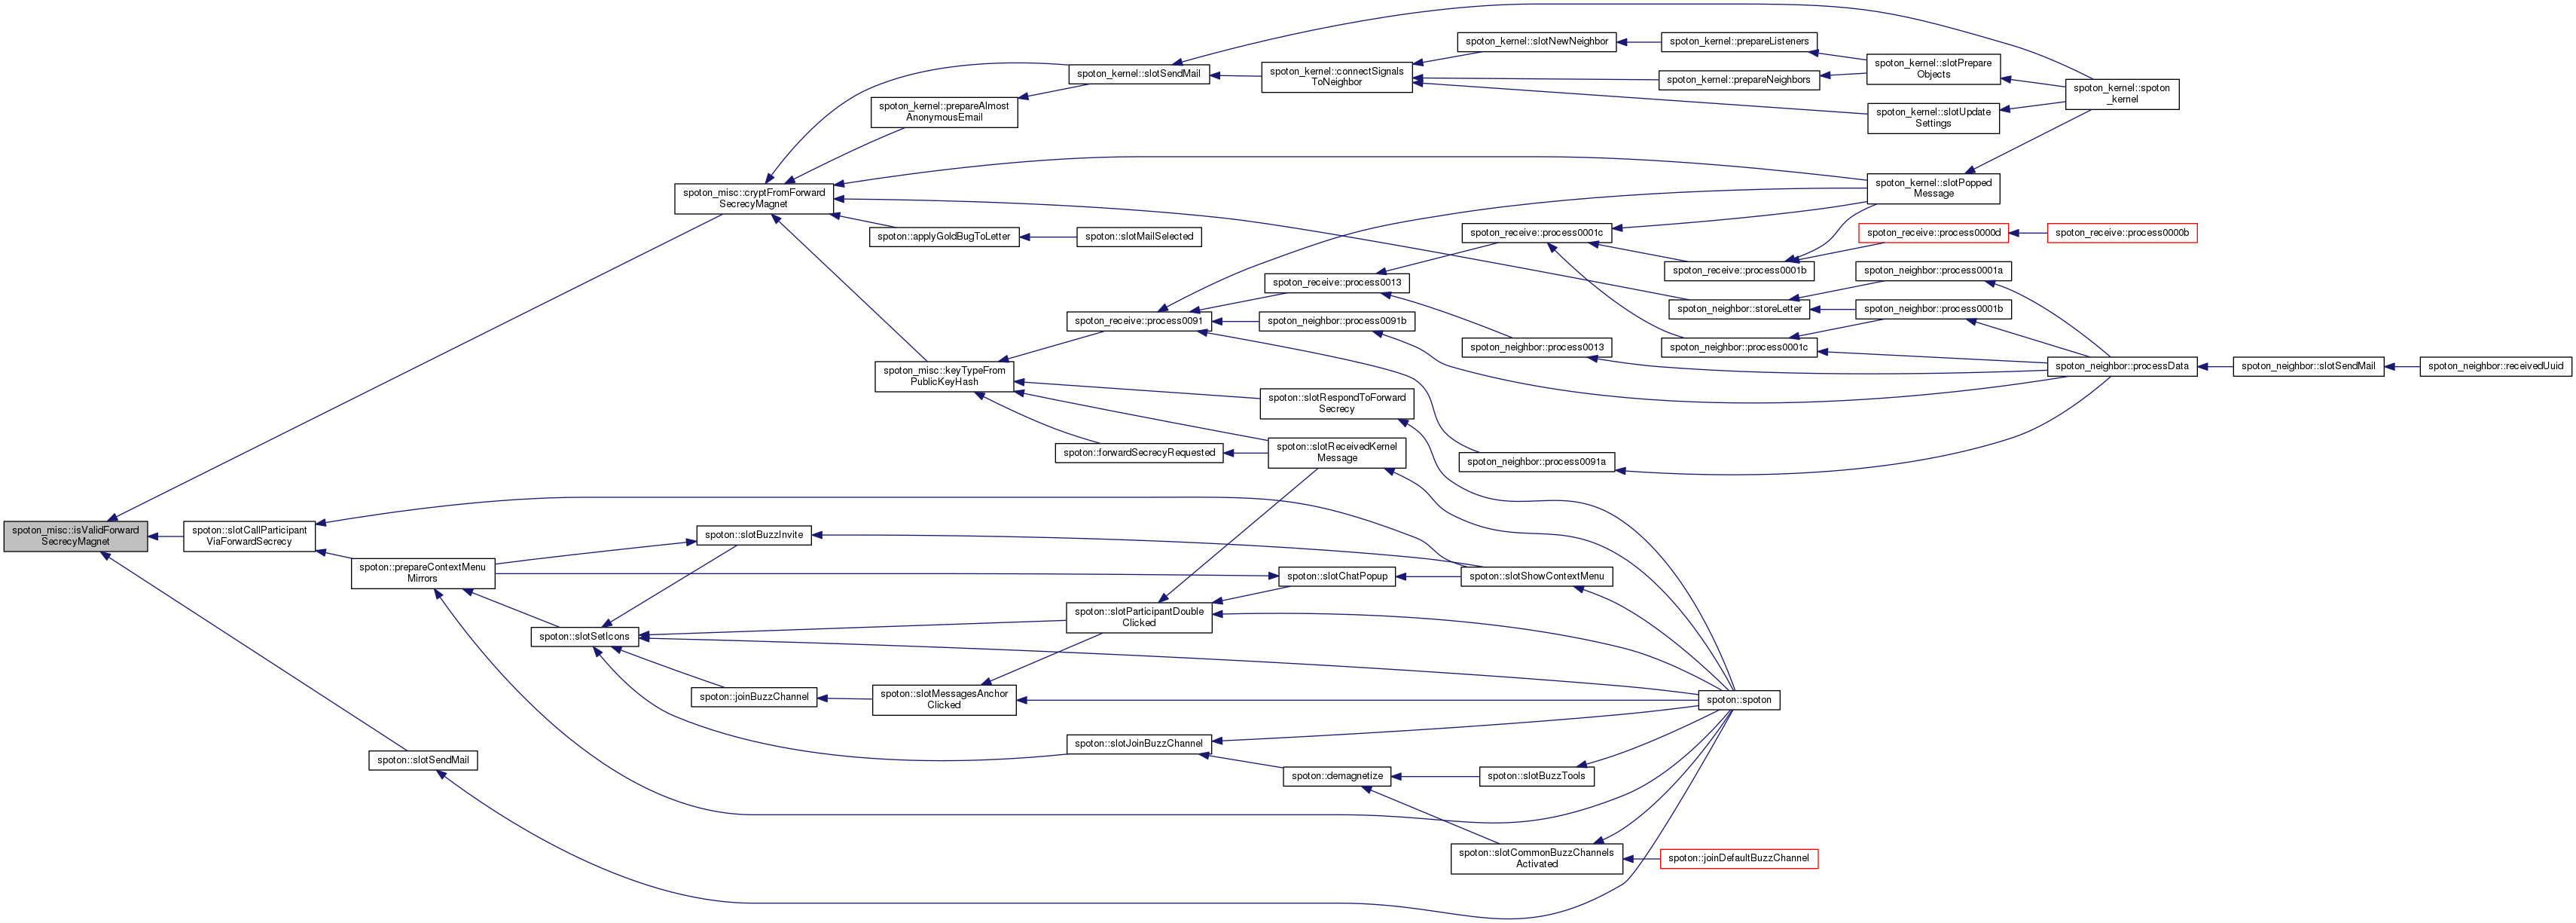 spoton_misc::isValidForward
SecrecyMagnet
spoton_misc::cryptFromForward
SecrecyMagnet
spoton::slotCallParticipant
ViaForwardSecrecy
spoton::slotSendMail
spoton::prepareContextMenu
Mirrors
spoton::slotSetIcons
spoton::slotBuzzInvite
spoton::joinBuzzChannel
spoton_kernel::slotSendMail
spoton_kernel::prepareAlmost
AnonymousEmail
spoton::applyGoldBugToLetter
spoton::slotMailSelected
spoton_misc::keyTypeFrom
PublicKeyHash
spoton_receive::process0091
spoton::forwardSecrecyRequested
spoton::slotParticipantDouble
Clicked
spoton::slotMessagesAnchor
Clicked
spoton::slotJoinBuzzChannel
spoton_kernel::connectSignals
ToNeighbor
spoton_receive::process0013
spoton_neighbor::process0091b
spoton::slotRespondToForward
Secrecy
spoton::slotReceivedKernel
Message
spoton::slotChatPopup
spoton::demagnetize
spoton_kernel::slotNewNeighbor
spoton_receive::process0001c
spoton_neighbor::process0013
spoton_neighbor::process0091a
spoton::slotShowContextMenu
spoton::slotBuzzTools
spoton::slotCommonBuzzChannels
Activated
spoton_kernel::prepareListeners
spoton_kernel::prepareNeighbors
spoton_receive::process0001b
spoton_neighbor::storeLetter
spoton_neighbor::process0001c
spoton::spoton
spoton::joinDefaultBuzzChannel
spoton_kernel::slotPrepare
Objects
spoton_kernel::slotUpdate
Settings
spoton_kernel::slotPopped
Message
spoton_receive::process0000d
spoton_neighbor::process0001a
spoton_neighbor::process0001b
spoton_kernel::spoton
_kernel
spoton_receive::process0000b
spoton_neighbor::processData
spoton_neighbor::slotSendMail
spoton_neighbor::receivedUuid